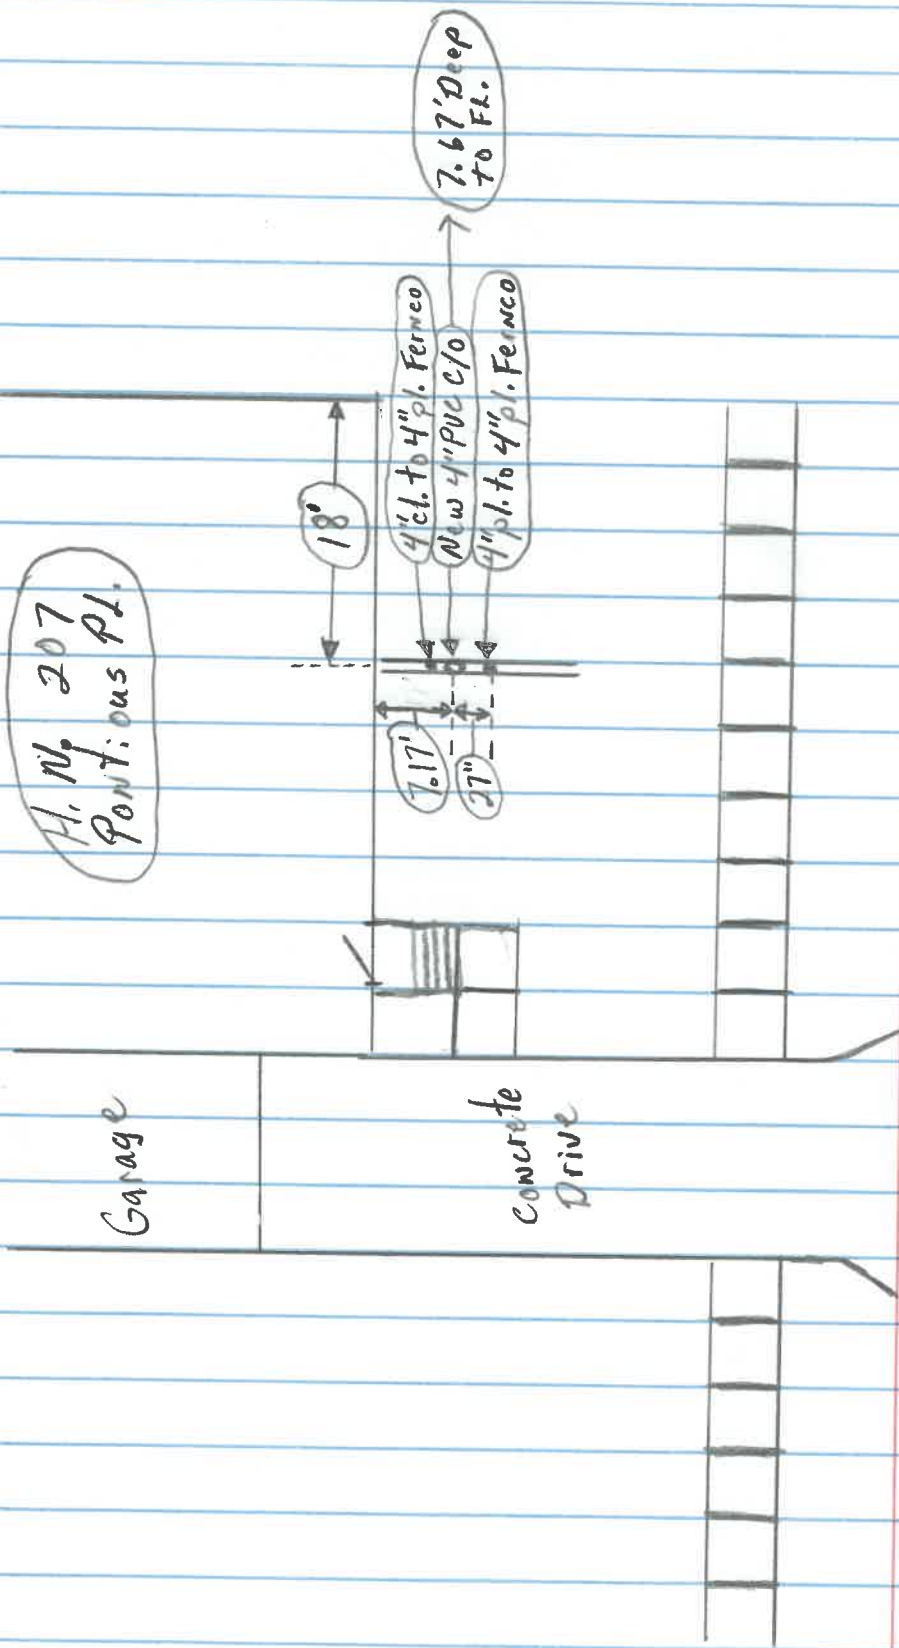 H. No. 207
Pontious Pl.
Garage
18'
7.17'
27"
4" cl. to 4" pl. Fernco
New 4" PVC C/O
4" pl. to 4" pl. Fernco
7.67' Deep
to FL.
Concrete
Drive